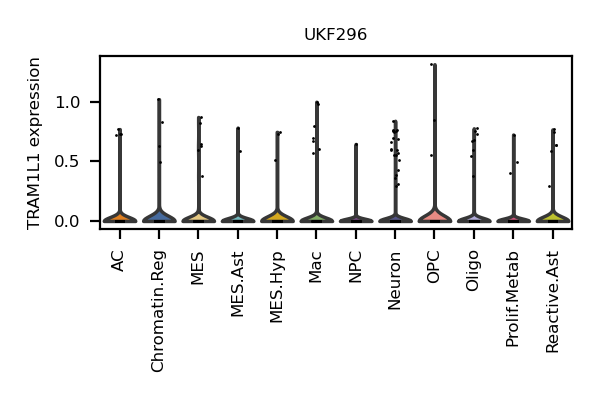 UKF296
TRAM1L1 expression
1.0
0.5
0.0
AC
Chromatin.Reg
MES
MES.Ast
MES.Hyp
Mac
NPC
Neuron
OPC
Oligo
Prolif.Metab
Reactive.Ast